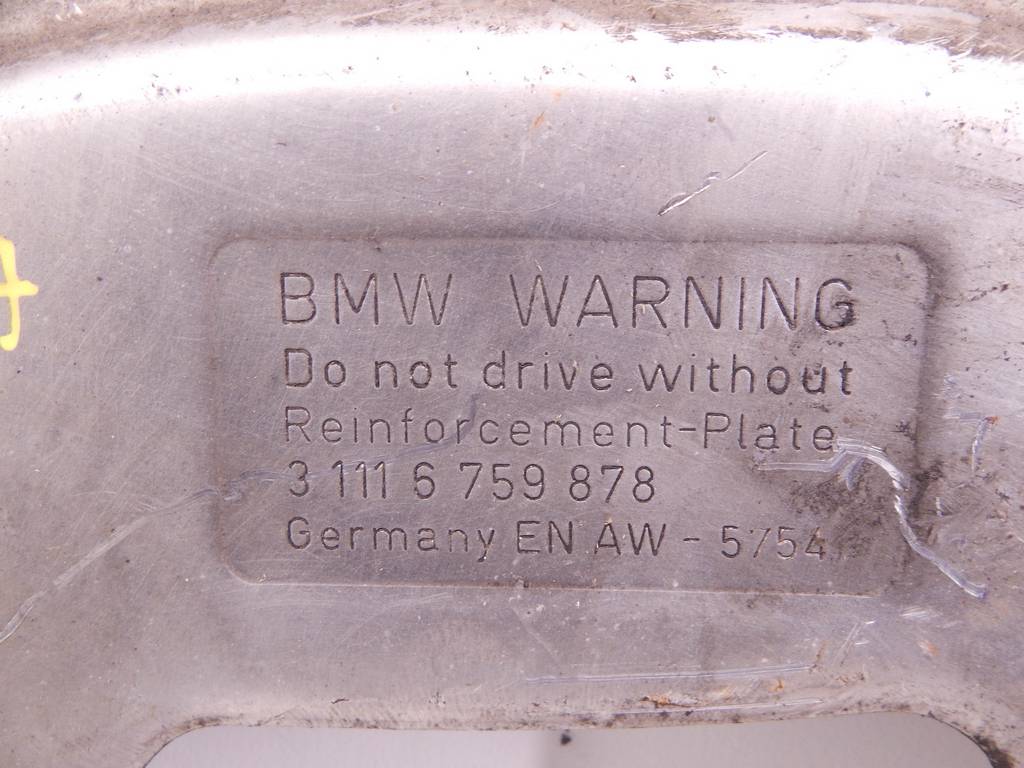 BMW WARNING
Do not drive without
Reinforcement-Plate
3 111 6 759 878
Germany EN AW - 5754